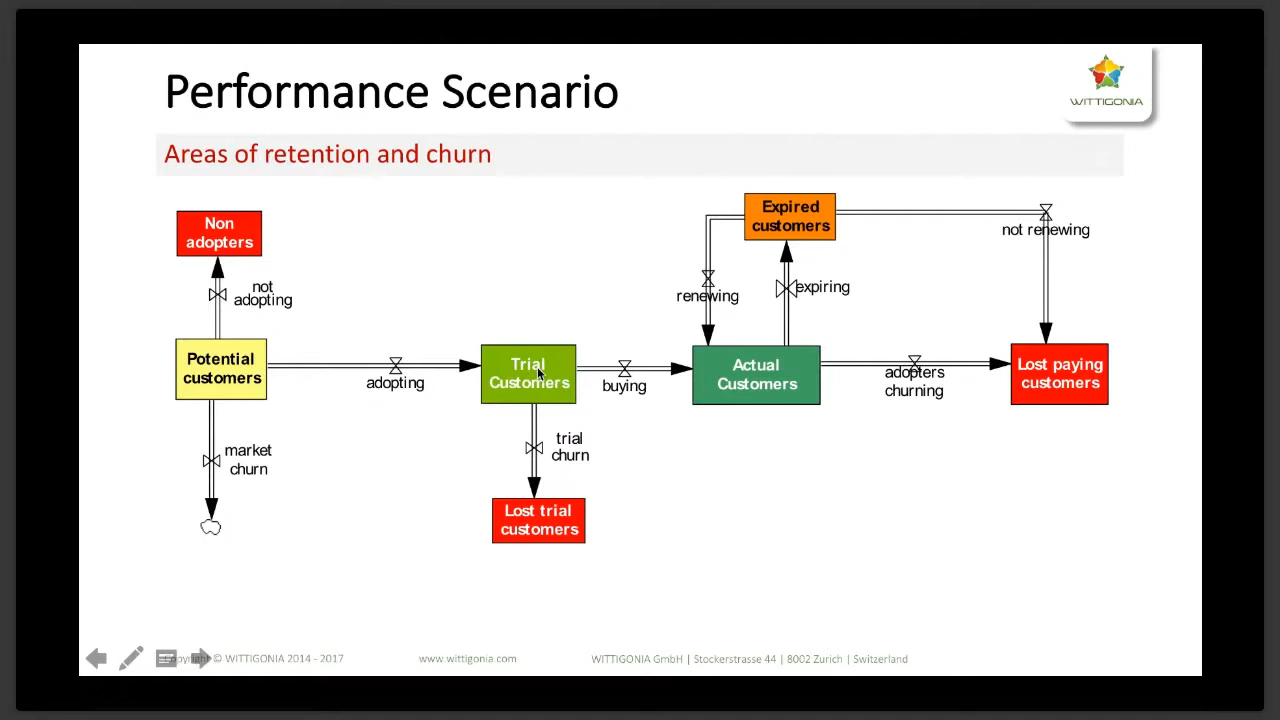 Performance Scenario
WITTIGONIA
Areas of retention and churn
Non
adopters
not
adopting
Potential
customers
market
churn
adopting
Trial
Customers
trial
churn
Lost trial
customers
buying
Actual
Customers
renewing
expiring
Expired
customers
not renewing
adopters
churning
Lost paying
customers
Copyright © WITTIGONIA 2014 - 2017
www.wittigonia.com
WITTIGONIA GmbH | Stockerstrasse 44 | 8002 Zurich | Switzerland